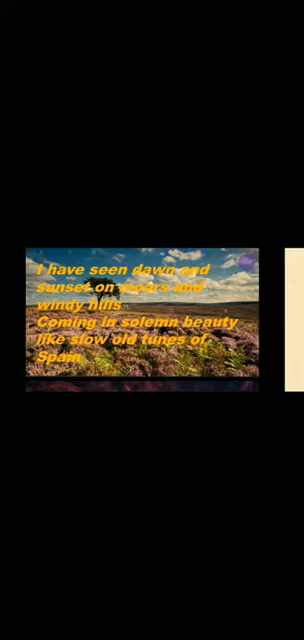 I have seen dawn and
sunset on moors and
windy hills
Coming in solemn beauty
like slow old tunes of
Spam